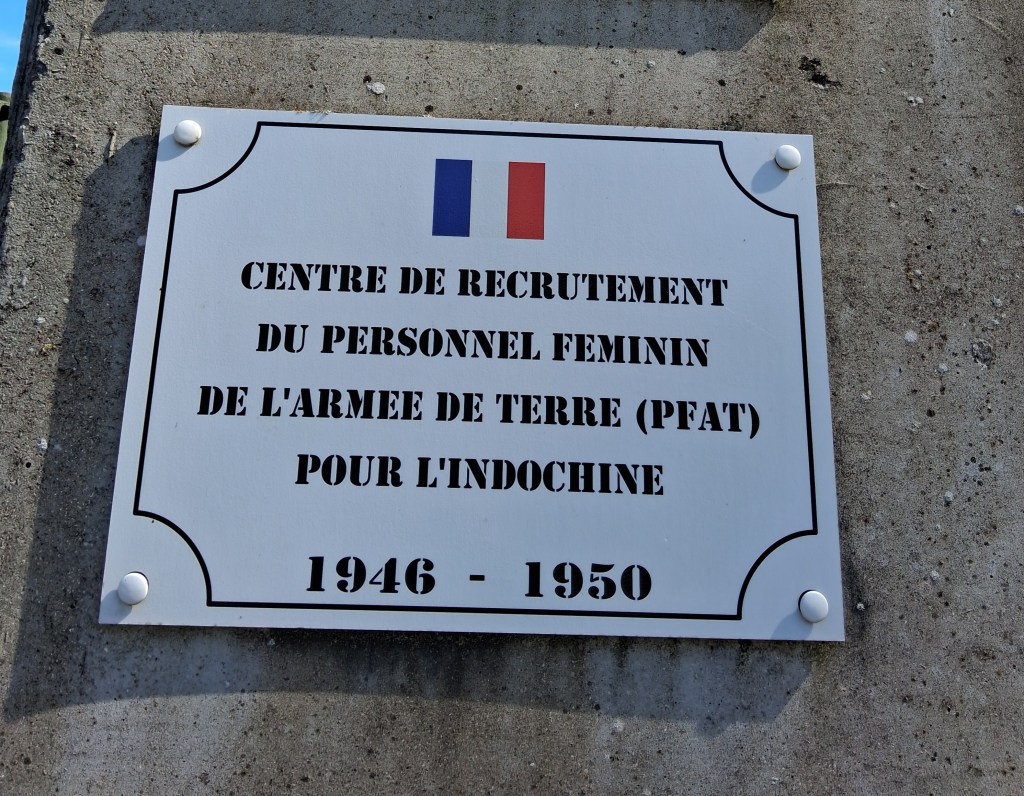 CENTRE DE RECRUTEMENT
DU PERSONNEL FEMININ
DE L'ARMEE DE TERRE (PFAT)
POUR L'INDOCHINE
1946 - 1950